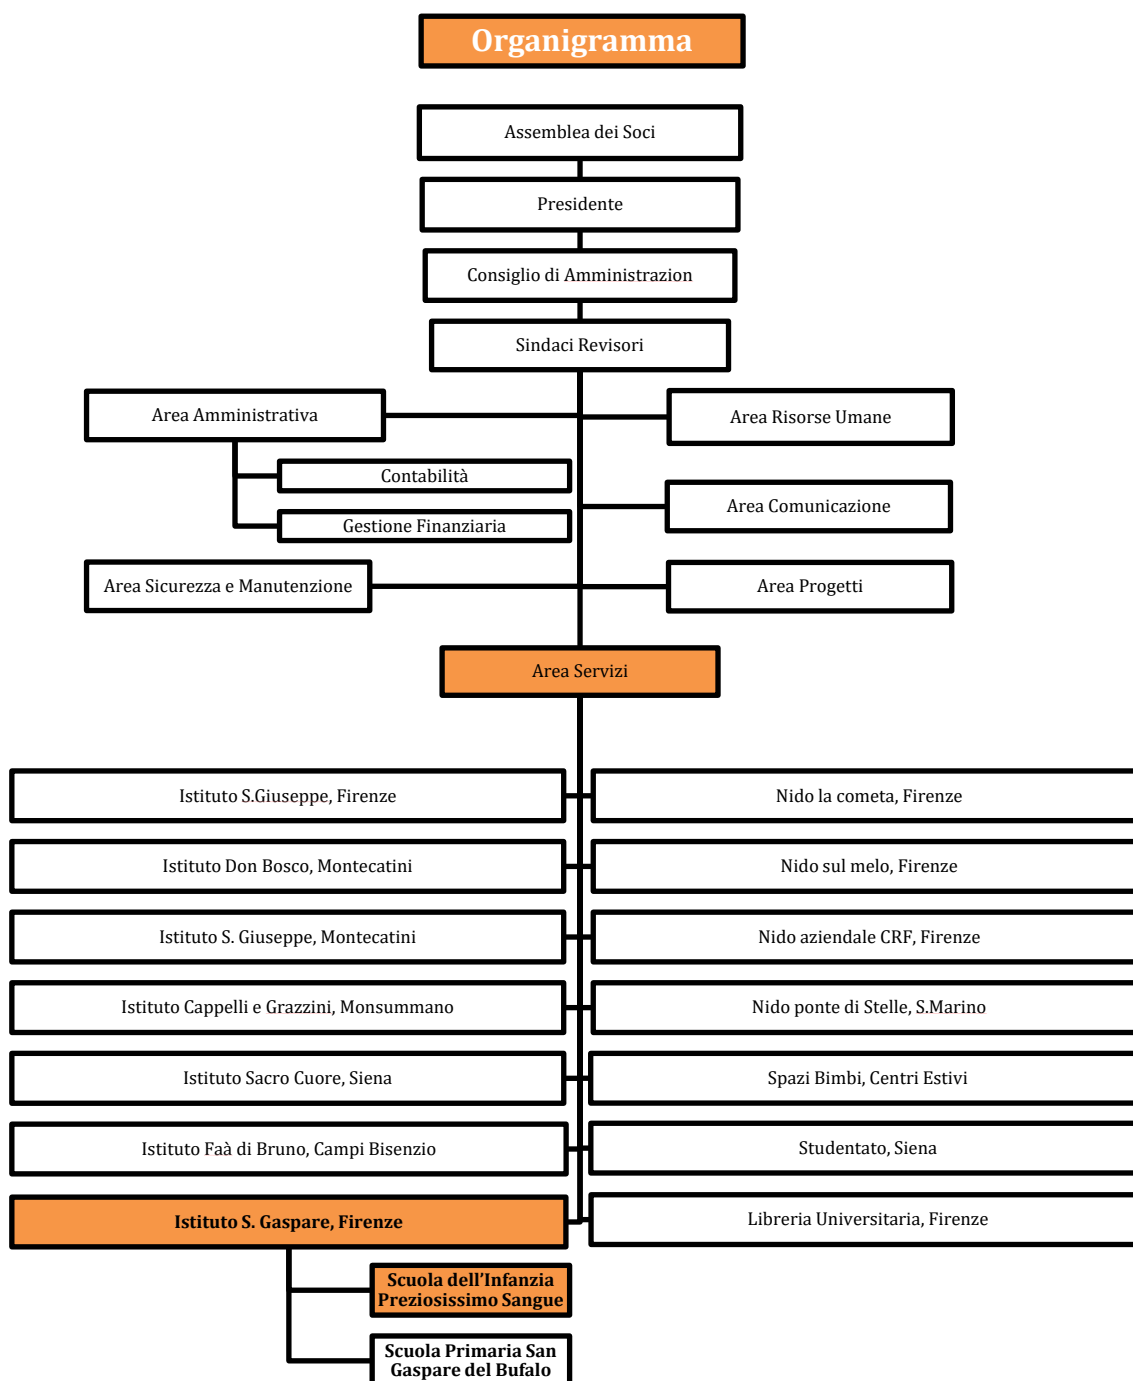 Organigramma
Assemblea dei Soci
Presidente
Consiglio di Amministrazion
Sindaci Revisori
Area Amministrativa
Area Risorse Umane
Contabilità
Area Comunicazione
Gestione Finanziaria
Area Sicurezza e Manutenzione
Area Progetti
Area Servizi
Istituto S.Giuseppe, Firenze
Nido la cometa, Firenze
Istituto Don Bosco, Montecatini
Nido sul melo, Firenze
Istituto S. Giuseppe, Montecatini
Nido aziendale CRF, Firenze
Istituto Cappelli e Grazzini, Monsummano
Nido ponte di Stelle, S.Marino
Istituto Sacro Cuore, Siena
Spazi Bimbi, Centri Estivi
Istituto Faà di Bruno, Campi Bisenzio
Studentato, Siena
Istituto S. Gaspare, Firenze
Libreria Universitaria, Firenze
Scuola dell'Infanzia
Preziosissimo Sangue
Scuola Primaria San
Gaspare del Bufalo